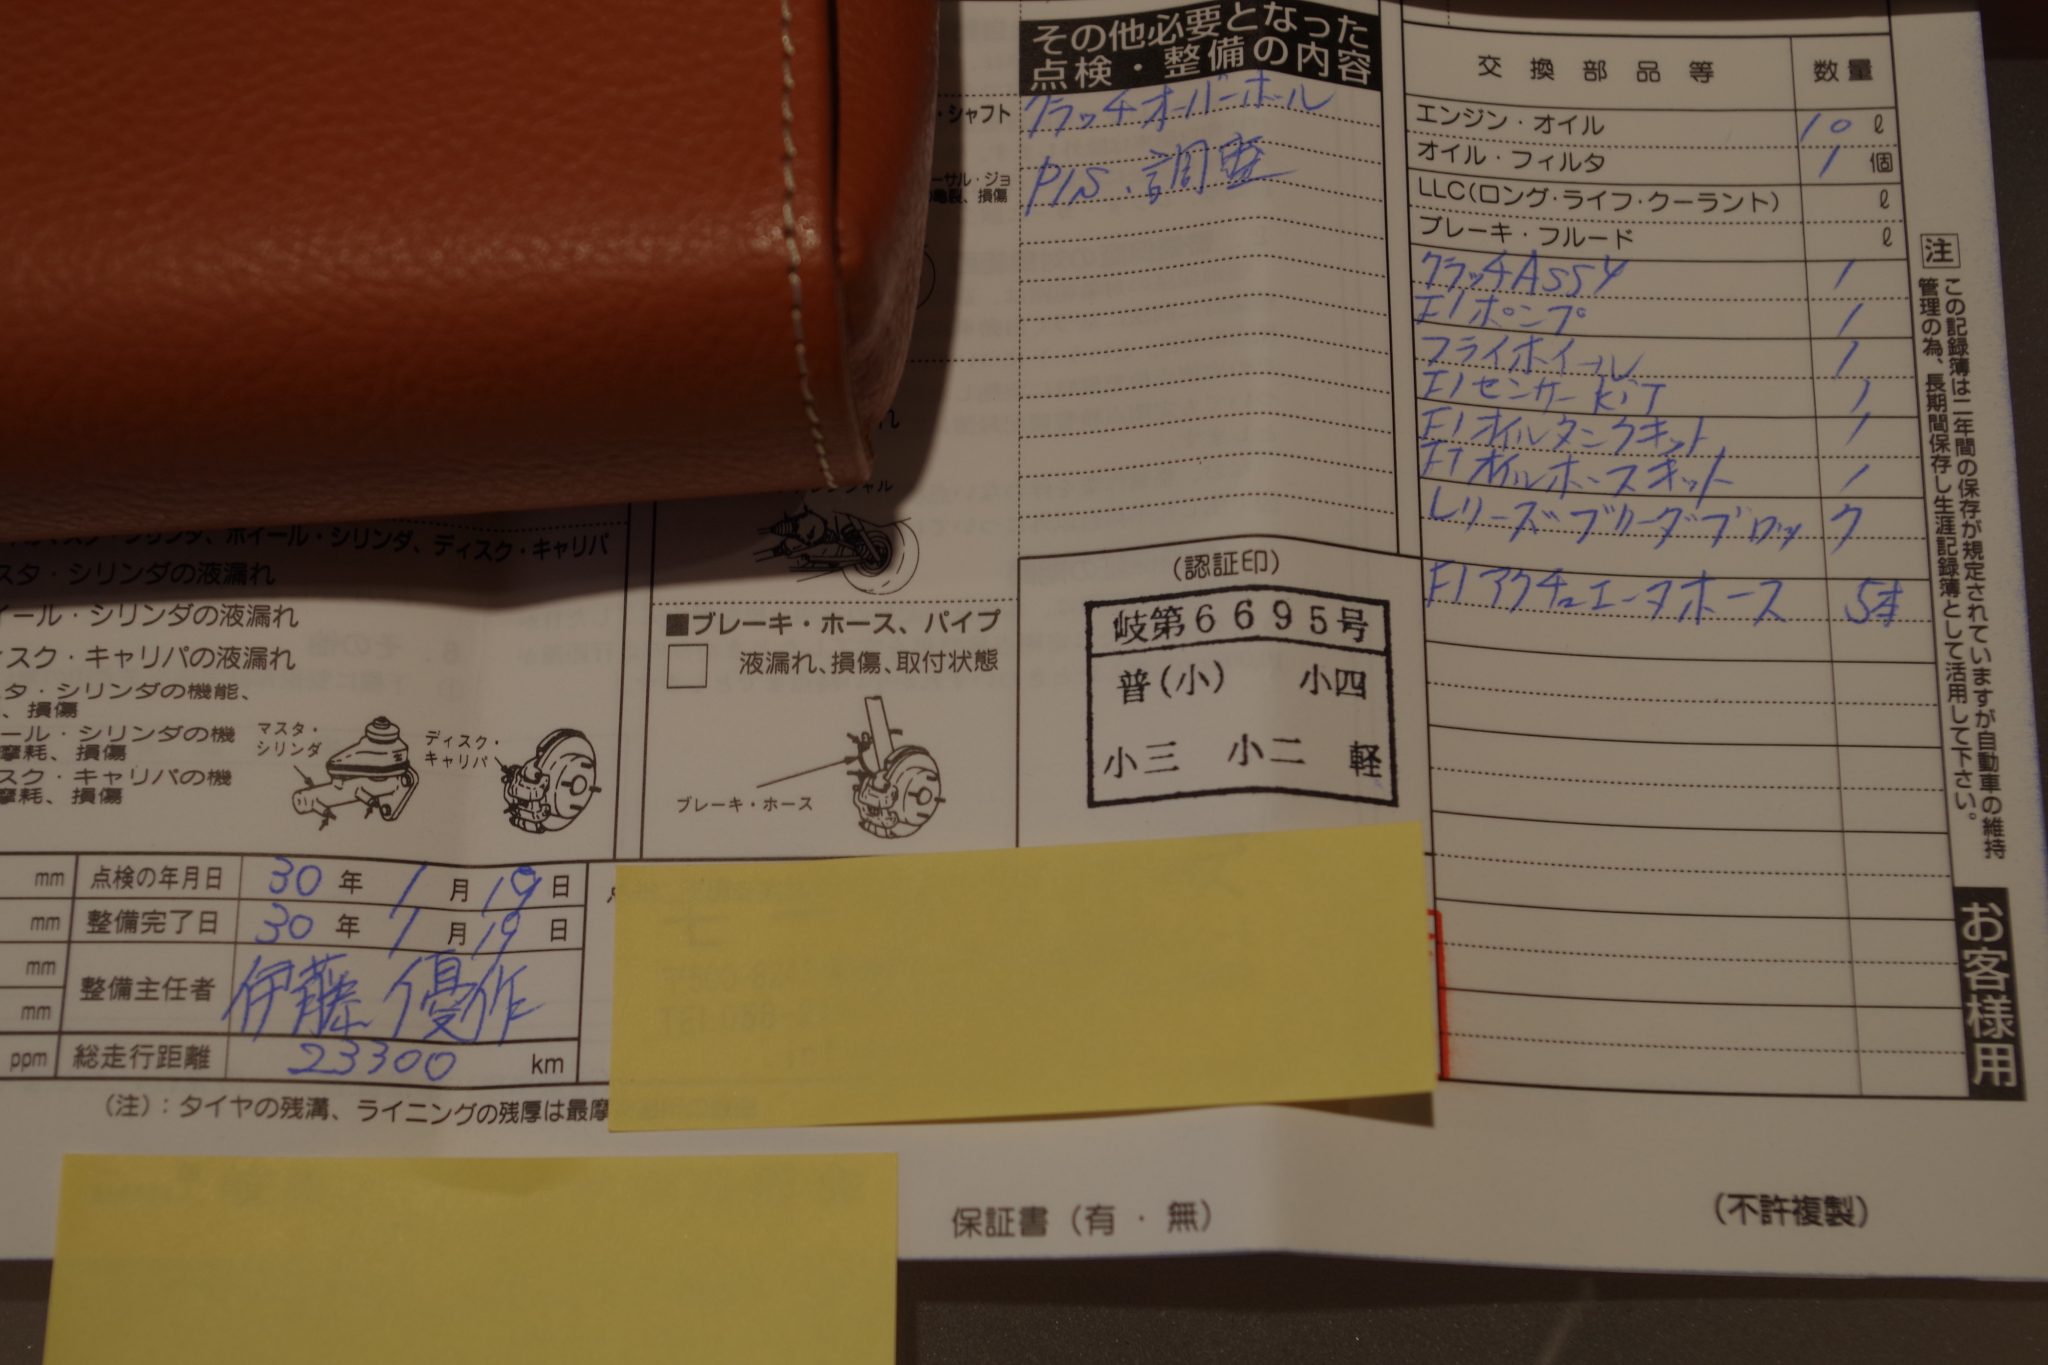 その他必要となった
点検・整備の内容
クラッチオーバーホール
PIS.調整
・シャフト
ーサル・ジョ
の亀裂、損傷
交換部品等 数量
エンジン・オイル 10 ℓ
オイル・フィルタ 1 個
LLC(ロング・ライフ・クーラント) ℓ
ブレーキ・フルード ℓ
クラッチASSY 1
F1ポンプ 1
フライホイール 1
F1センサーKiT 1
F1オイルタンクキット 1
F1オイルホースキット 1
レリーズブリーダブロック
F1アクチュエータホース 5本
注 この記録簿は二年間の保存が規定されていますが自動車の維持
管理の為、長期間保存し生涯記録簿として活用して下さい。
お客様用
(認証印)
岐第6695号
普(小) 小四
小三 小二 軽
マスタ・シリンダ、ホイール・シリンダ、ディスク・キャリパ
スタ・シリンダの液漏れ
イール・シリンダの液漏れ
ィスク・キャリパの液漏れ
スタ・シリンダの機能、
、損傷
ール・シリンダの機
摩耗、損傷
スク・キャリパの機
摩耗、損傷
マスタ・
シリンダ
ディスク・
キャリパ
■ブレーキ・ホース、パイプ
液漏れ、損傷、取付状態
ブレーキ・ホース
mm 点検の年月日 30年 1月 19日
mm 整備完了日 30年 1月 19日
mm
整備主任者 伊藤 優作
mm
ppm 総走行距離 23300 km
(注):タイヤの残溝、ライニングの残厚は最摩
保証書(有・無)
(不許複製)